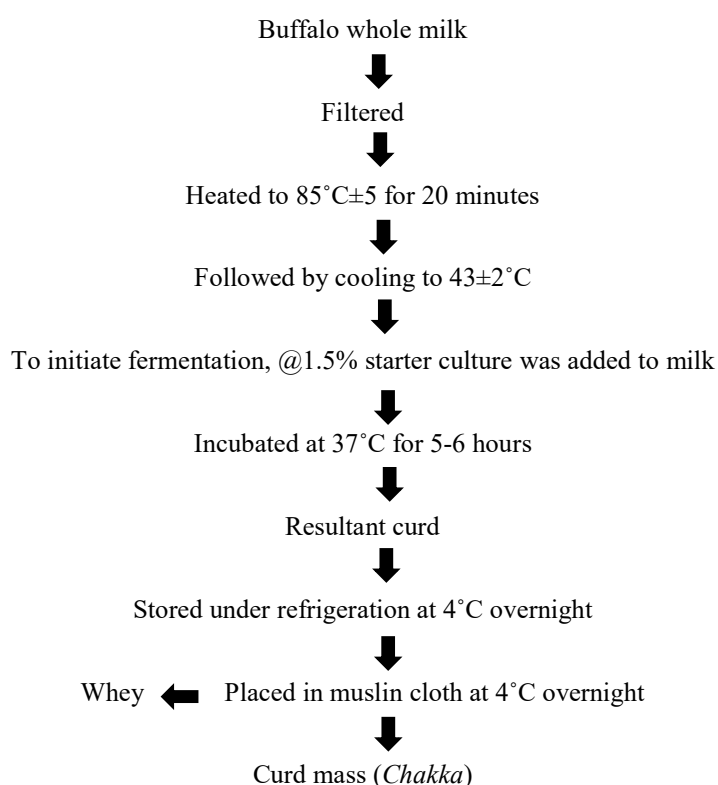 Buffalo whole milk
Filtered
Heated to 85˚C±5 for 20 minutes
Followed by cooling to 43±2˚C
To initiate fermentation, @1.5% starter culture was added to milk
Incubated at 37˚C for 5-6 hours
Resultant curd
Stored under refrigeration at 4˚C overnight
Whey Placed in muslin cloth at 4˚C overnight
Curd mass (Chakka)